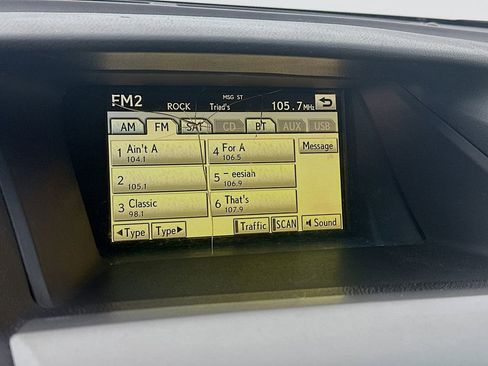 MSG ST
FM2 ROCK Triad's 105.7 MHz
AM FM SAT CD BT AUX USB
1 Ain't A
104.1
4 For A
106.5
Message
2
105.1
5 - eesiah
106.9
3 Classic
98.1
6 That's
107.9
Type Type Traffic SCAN Sound